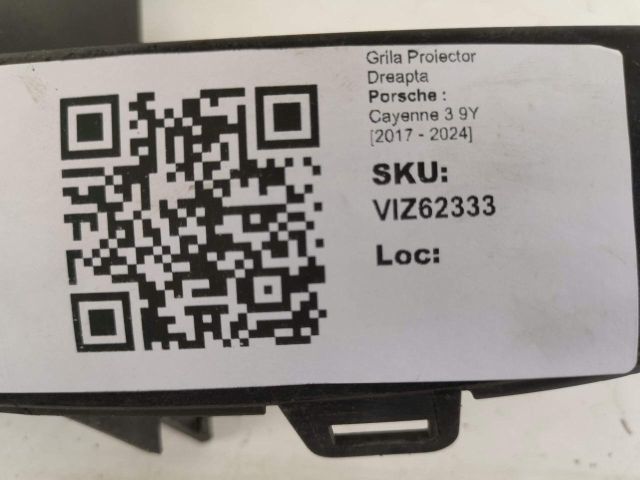 Grila Proiector
Dreapta
Porsche :
Cayenne 3 9Y
[2017 - 2024]
SKU:
VIZ62333
Loc: